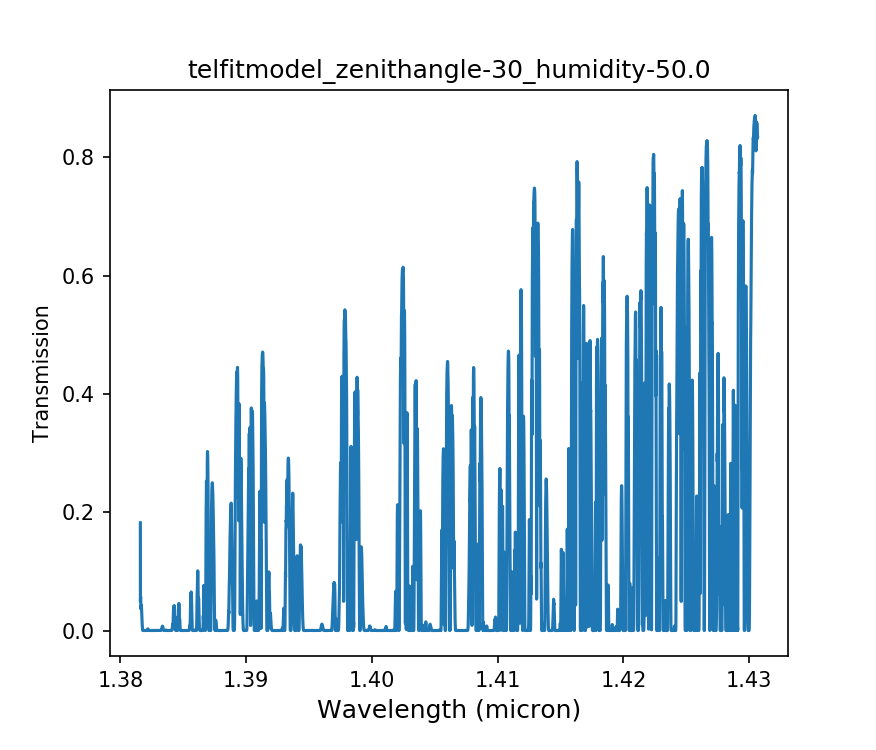 telfitmodel_zenithangle-30_humidity-50.0
Transmission
0.8
0.6
0.4
0.2
0.0
1.38 1.39 1.40 1.41 1.42 1.43
Wavelength (micron)